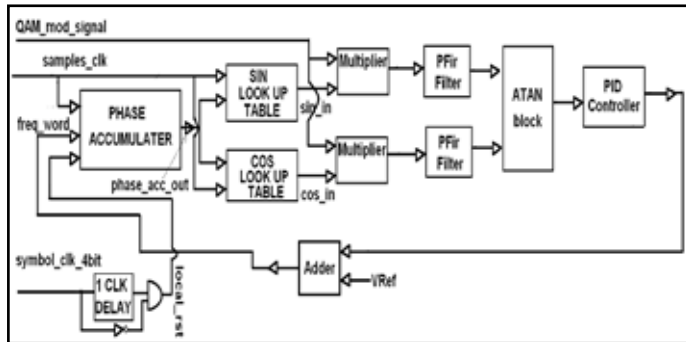 QAM_mod_signal
samples_clk
freq_word
PHASE
ACCUMULATER
phase_acc_out
SIN
LOOK UP
TABLE
sin_in
COS
LOOK UP
TABLE
cos_in
Multiplier
Multiplier
PFir
Filter
PFir
Filter
ATAN
block
PID
Controller
Adder
VRef
symbol_clk_4bit
1 CLK
DELAY
local_rst